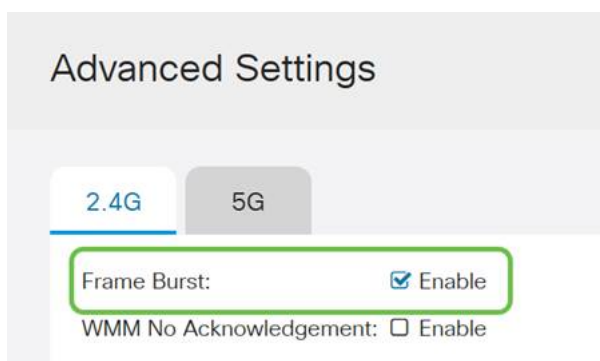 Advanced Settings
2.4G 5G
Frame Burst: Enable
WMM No Acknowledgement: Enable